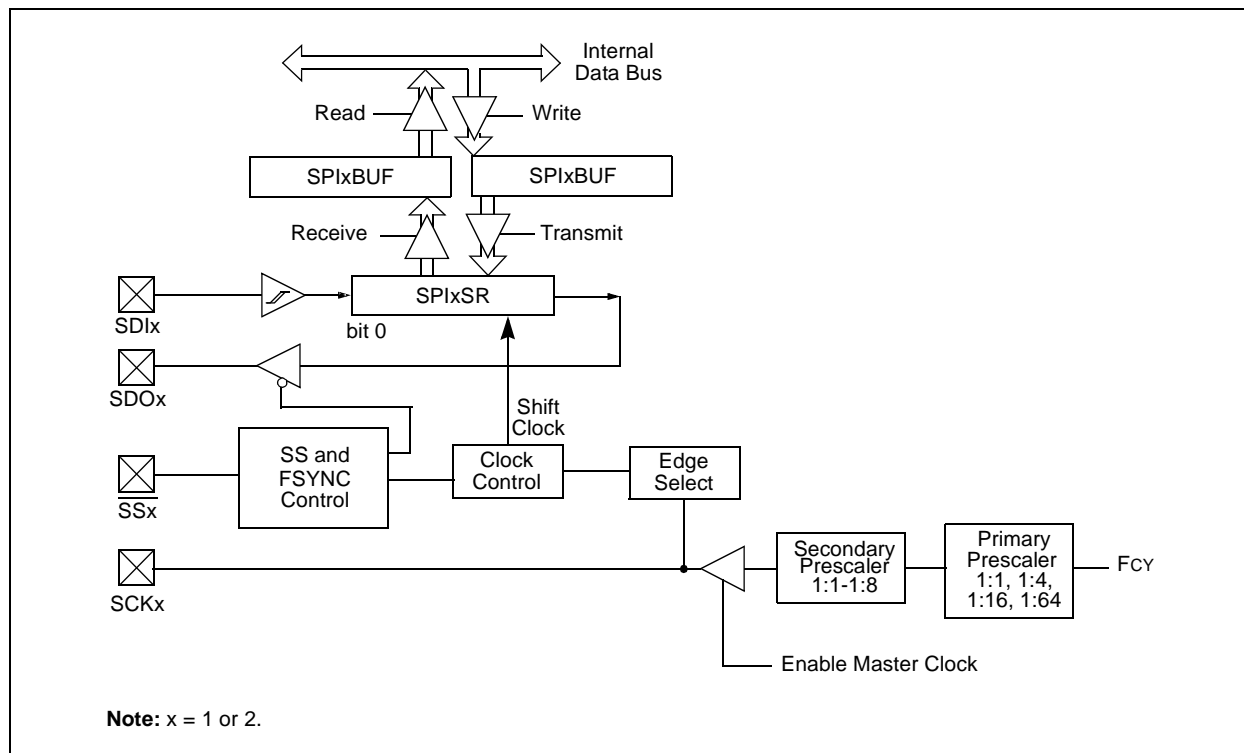 Internal
Data Bus
Read
Write
SPIxBUF
SPIxBUF
Receive
Transmit
SPIxSR
SDIx
bit 0
SDOx
Shift
Clock
SS and
FSYNC
Control
Clock
Control
Edge
Select
SSx
Secondary
Prescaler
1:1-1:8
Primary
Prescaler
1:1, 1:4,
1:16, 1:64
FCY
SCKx
Enable Master Clock
Note: x = 1 or 2.